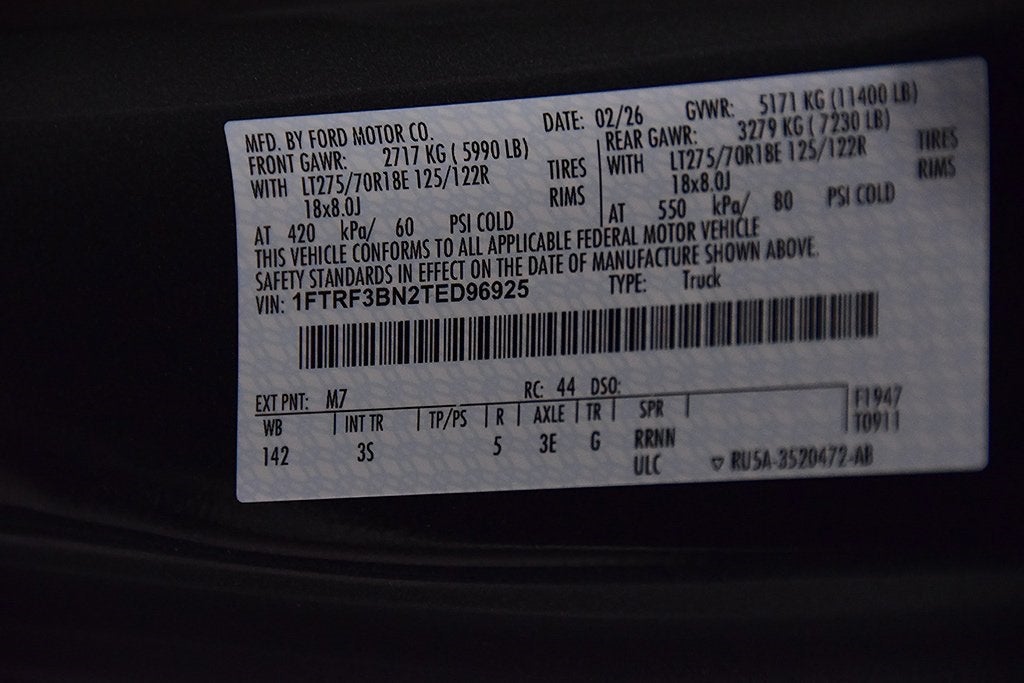 MFD. BY FORD MOTOR CO. DATE: 02/26 GVWR: 5171 KG (11400 LB)
FRONT GAWR: 2717 KG ( 5990 LB) REAR GAWR: 3279 KG ( 7230 LB)
WITH LT275/70R18E 125/122R TIRES WITH LT275/70R18E 125/122R TIRES
18x8.0J RIMS 18x8.0J RIMS
AT 420 kPa/ 60 PSI COLD AT 550 kPa/ 80 PSI COLD
THIS VEHICLE CONFORMS TO ALL APPLICABLE FEDERAL MOTOR VEHICLE
SAFETY STANDARDS IN EFFECT ON THE DATE OF MANUFACTURE SHOWN ABOVE.
VIN: 1FTRF3BN2TED96925 TYPE: Truck
EXT PNT: M7 RC: 44 DSO:
WB INT TR TP/PS R AXLE TR SPR F1947
T0911
142 3S 5 3E G RRNN
ULC ▽ RU5A-3520472-AB